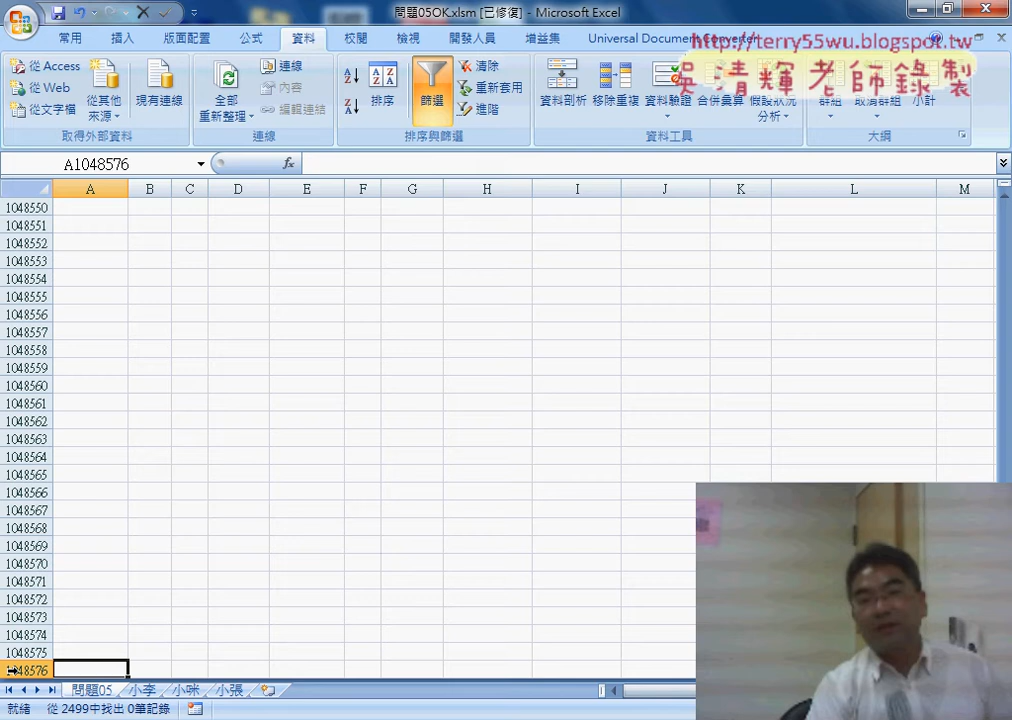 問題05OK.xlsm [已修復] - Microsoft Excel
常用 插入 版面配置 公式 資料 校閱 檢視 開發人員 增益集 Universal Document Converter
http://terry55wu.blogspot.tw
吳清輝老師錄製
從 Access
從 Web
從文字檔
從其他
來源
現有連線
全部
重新整理
連線
內容
編輯連結
排序
篩選
清除
重新套用
進階
資料剖析
移除重複
資料驗證
合併彙算
假設狀況
分析
群組
取消群組
小計
取得外部資料 連線 排序與篩選 資料工具 大綱
A1048576
fx
A B C D E F G H I J K L M
1048550
1048551
1048552
1048553
1048554
1048555
1048556
1048557
1048558
1048559
1048560
1048561
1048562
1048563
1048564
1048565
1048566
1048567
1048568
1048569
1048570
1048571
1048572
1048573
1048574
1048575
1048576
問題05 小李 小咪 小張
就緒 從 2499中找出 0筆記錄